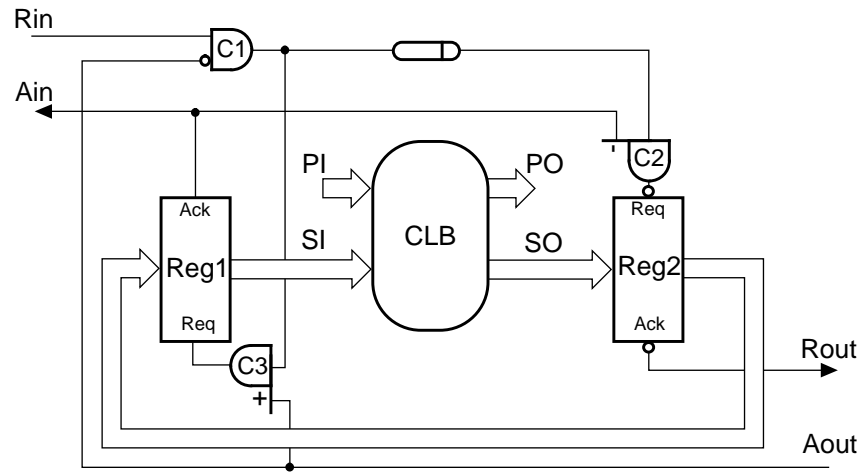 Rin
C1
Ain
C2
PI
PO
Ack
Req
CLB
SI
SO
Reg1
Reg2
Req
Ack
C3
+
-
Rout
Aout